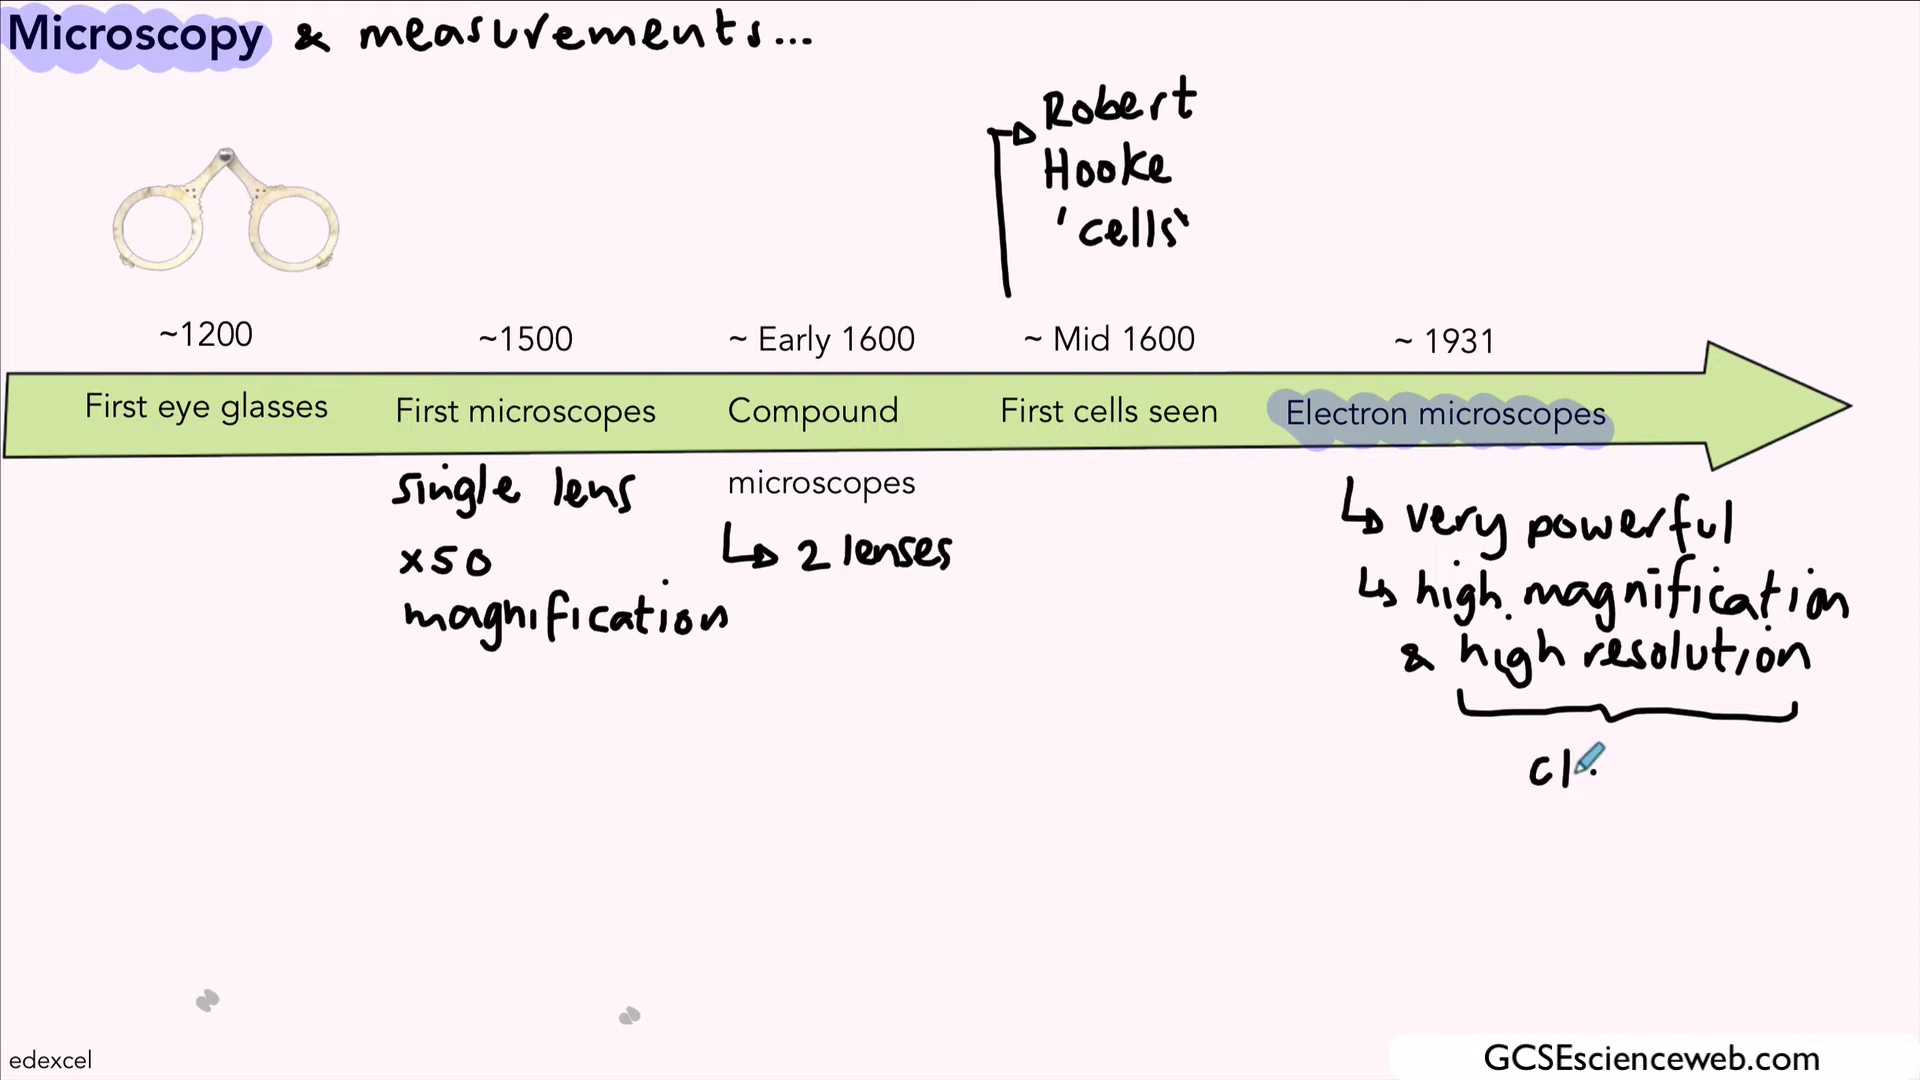 Microscopy & measurements...
Robert
Hooke
'cells'
~1200
~1500
~ Early 1600
~ Mid 1600
~ 1931
First eye glasses
First microscopes
Compound
First cells seen
Electron microscopes
single lens
x50
magnification
microscopes
↳ 2 lenses
↳ very powerful
↳ high magnification
& high resolution
cl
edexcel
GCSEscienceweb.com